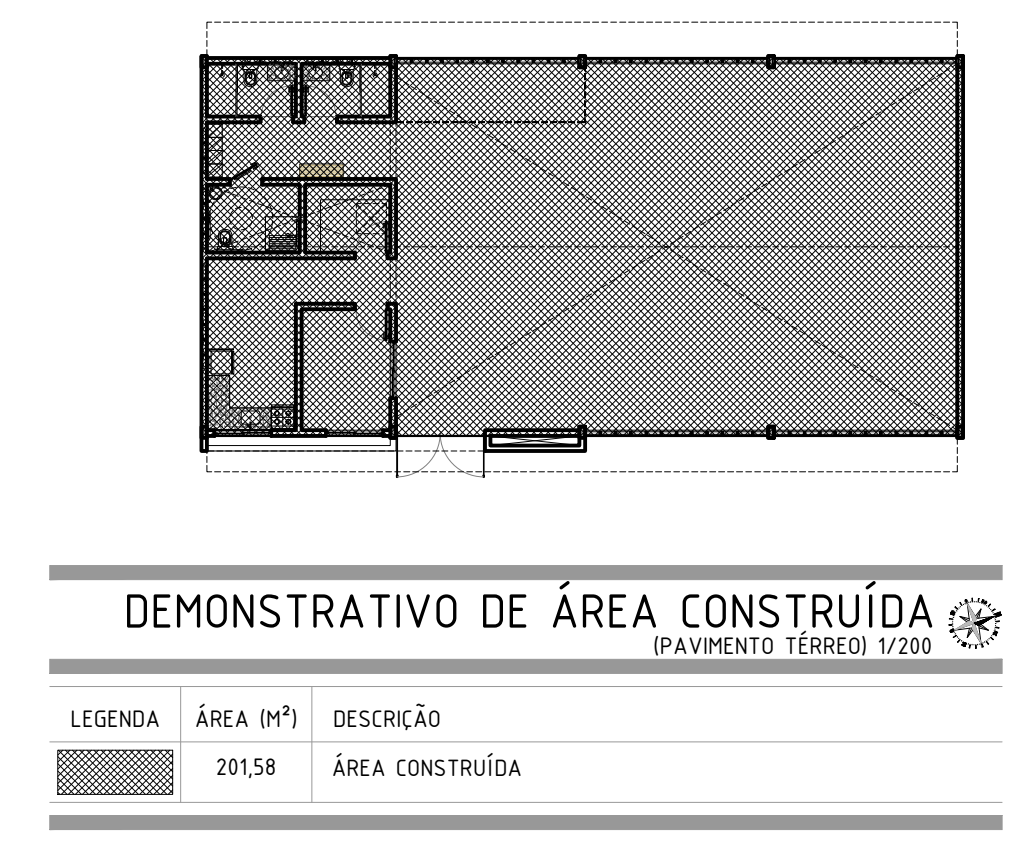 DEMONSTRATIVO DE ÁREA CONSTRUÍDA
(PAVIMENTO TÉRREO) 1/200
LEGENDA ÁREA (M²) DESCRIÇÃO
201,58 ÁREA CONSTRUÍDA